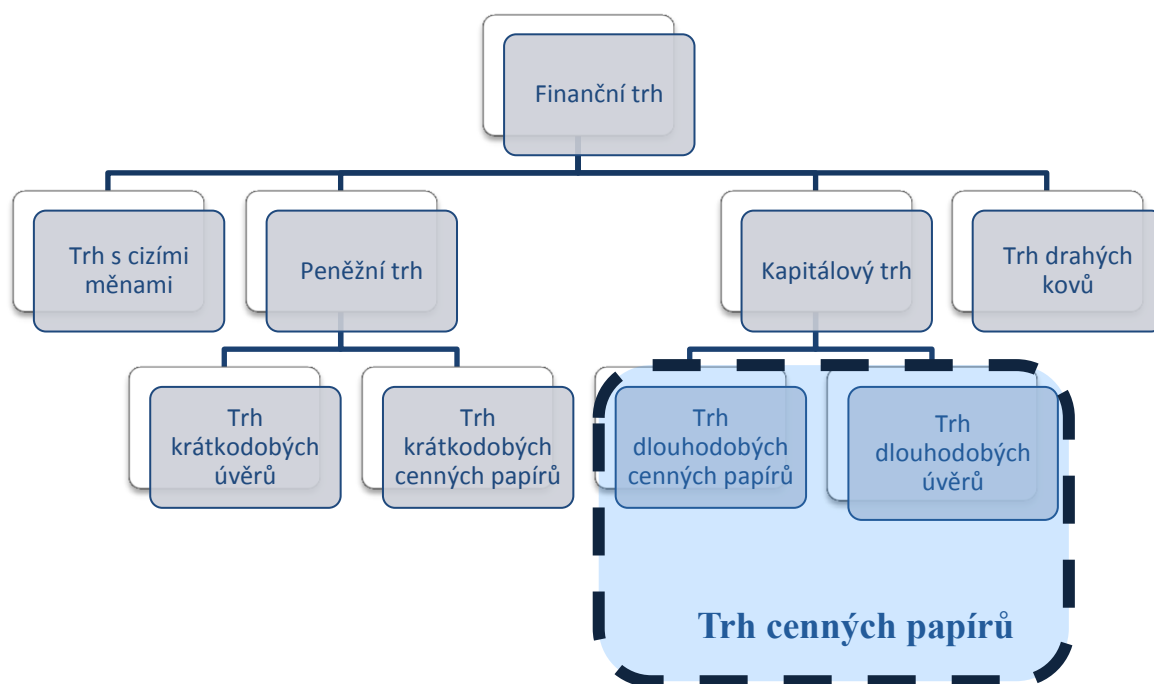 Finanční trh
Trh s cizími
měnami
Peněžní trh
Kapitálový trh
Trh drahých
kovů
Trh
krátkodobých
úvěrů
Trh
krátkodobých
cenných papírů
Trh
dlouhodobých
cenných papírů
Trh
dlouhodobých
úvěrů
Trh cenných papírů